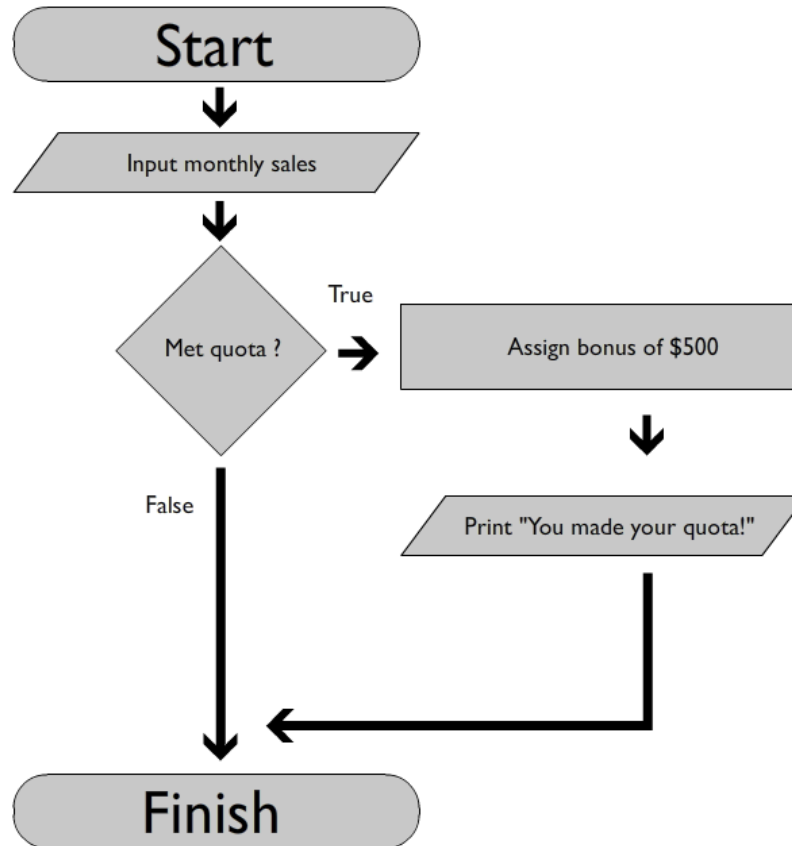 Start
Input monthly sales
Met quota ?
True
Assign bonus of $500
False
Print "You made your quota!"
Finish